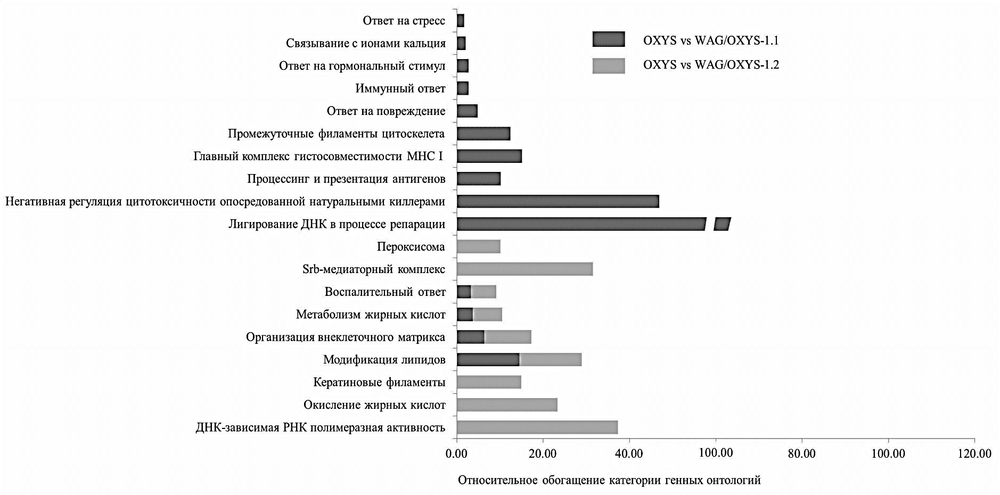 Ответ на стресс
Связывание с ионами кальция
Ответ на гормональный стимул
Иммунный ответ
Ответ на повреждение
Промежуточные филаменты цитоскелета
Главный комплекс гистосовместимости МНС I
Процессинг и презентация антигенов
Негативная регуляция цитотоксичности опосредованной натуральными киллерами
Лигирование ДНК в процессе репарации
Пероксисома
Srb-медиаторный комплекс
Воспалительный ответ
Метаболизм жирных кислот
Организация внеклеточного матрикса
Модификация липидов
Кератиновые филаменты
Окисление жирных кислот
ДНК-зависимая РНК полимеразная активность
OXYS vs WAG/OXYS-1.1
OXYS vs WAG/OXYS-1.2
0.00 20.00 40.00 100.00 80.00 100.00 120.00
Относительное обогащение категории генных онтологий